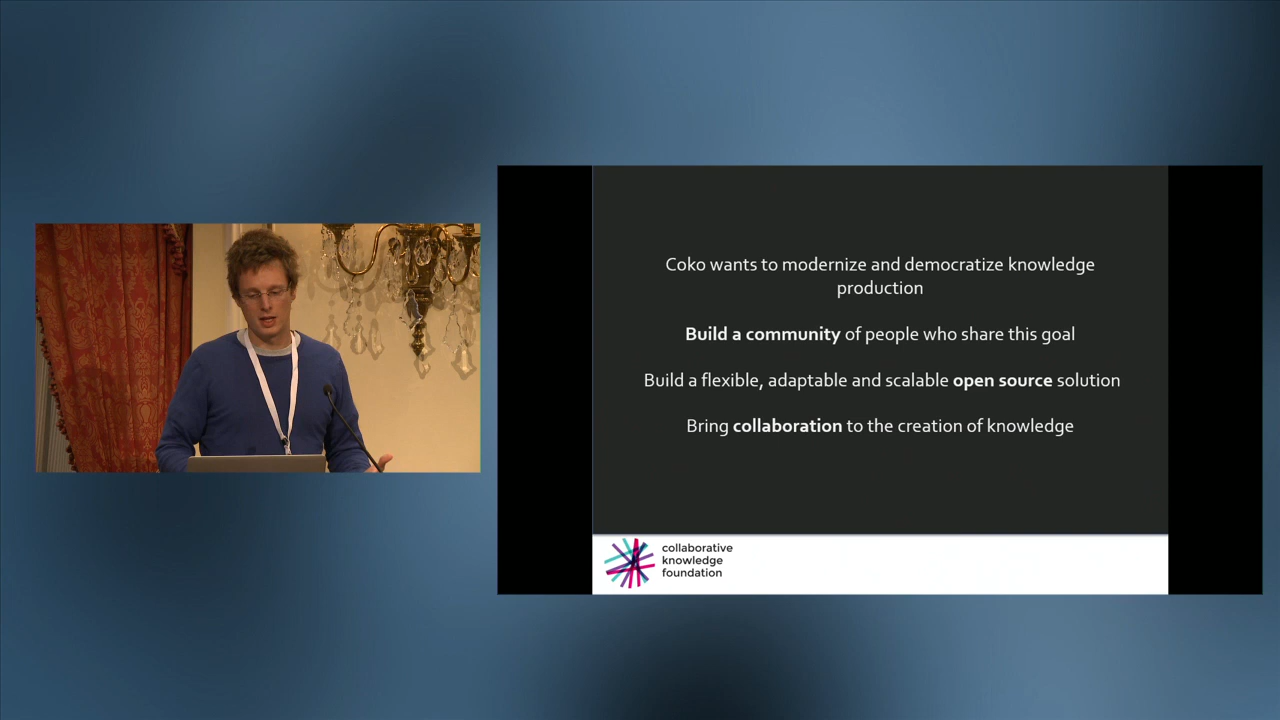 Coko wants to modernize and democratize knowledge
production
Build a community of people who share this goal
Build a flexible, adaptable and scalable open source solution
Bring collaboration to the creation of knowledge
collaborative
knowledge
foundation